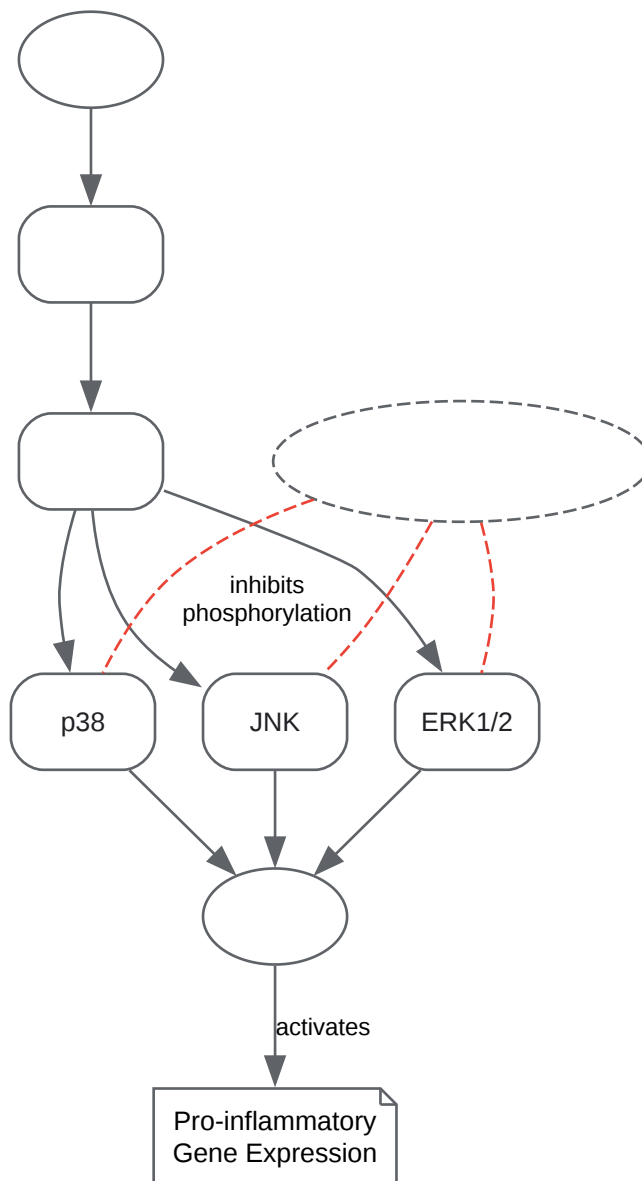 inhibits
phosphorylation
p38
JNK
ERK1/2
activates
Pro-inflammatory
Gene Expression